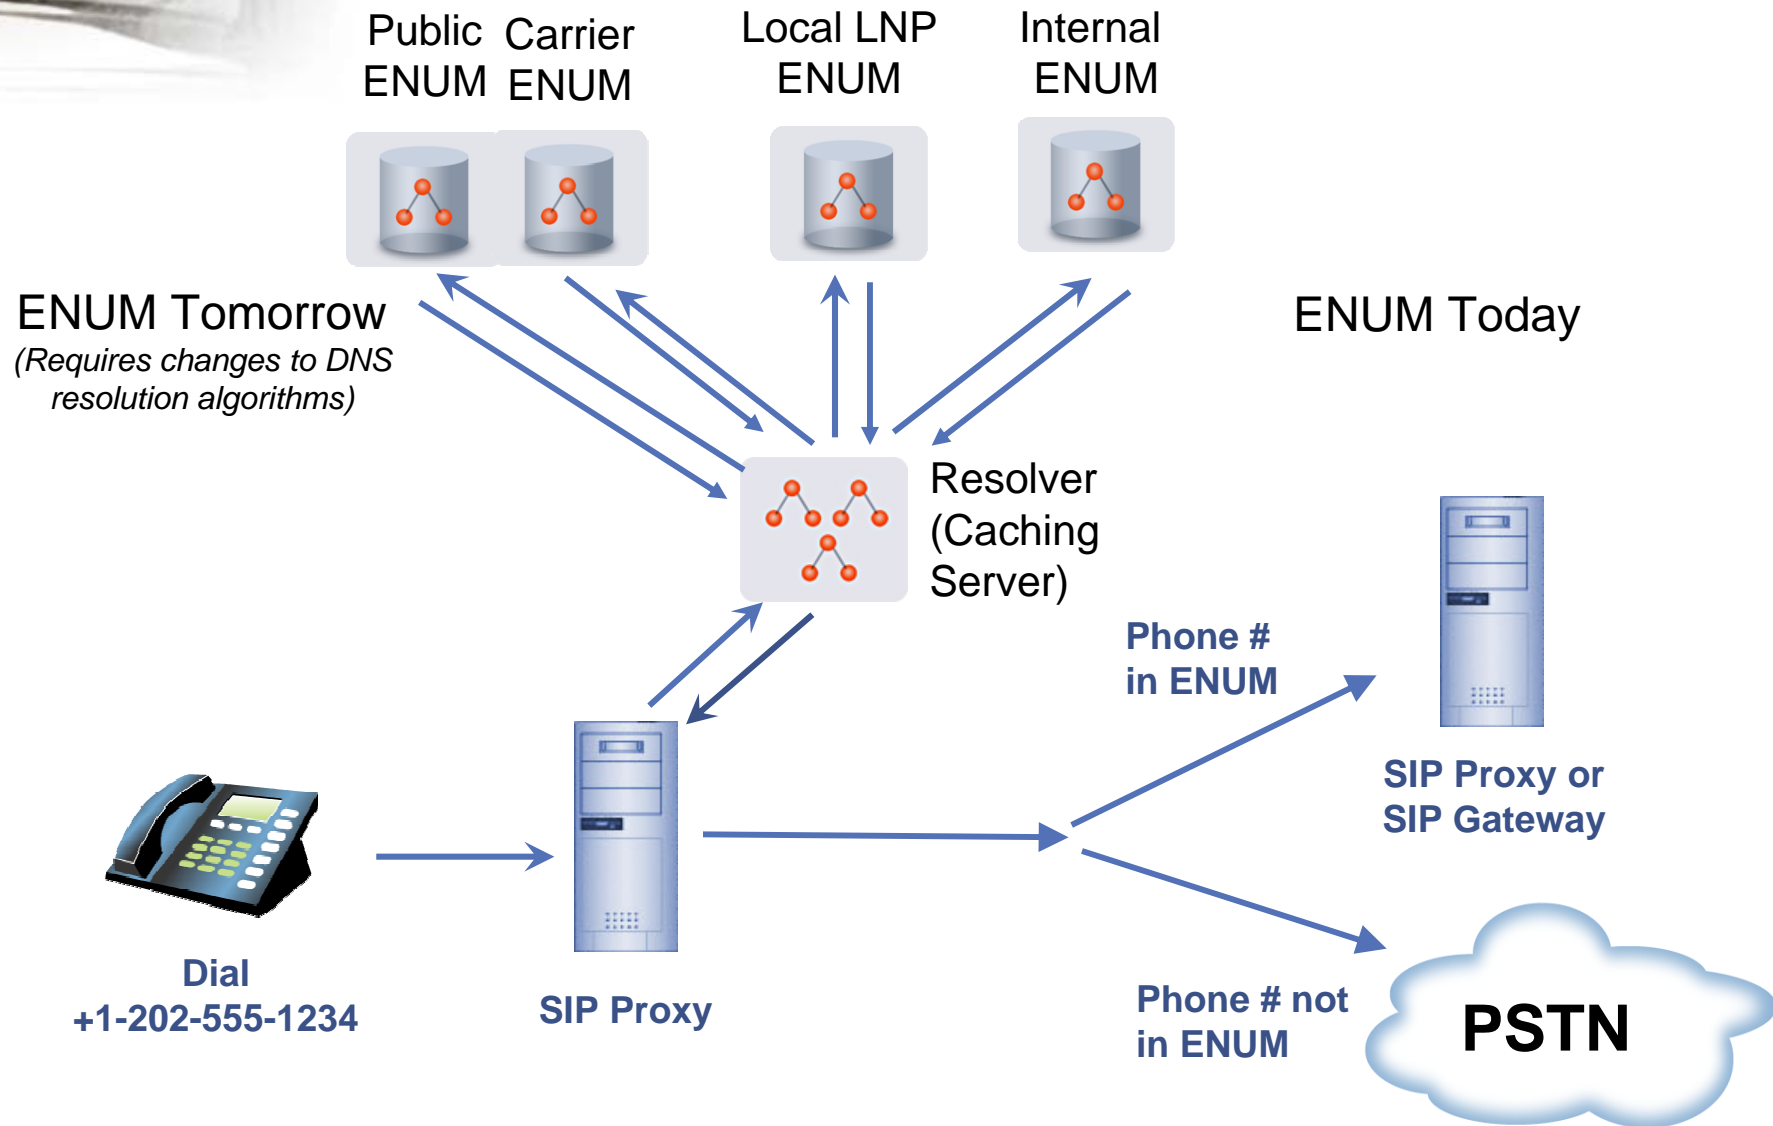 Public
ENUM
Carrier
ENUM
Local LNP
ENUM
Internal
ENUM
ENUM Tomorrow
(Requires changes to DNS
resolution algorithms)
ENUM Today
Resolver
(Caching
Server)
Phone #
in ENUM
SIP Proxy or
SIP Gateway
Dial
+1-202-555-1234
SIP Proxy
Phone # not
in ENUM
PSTN